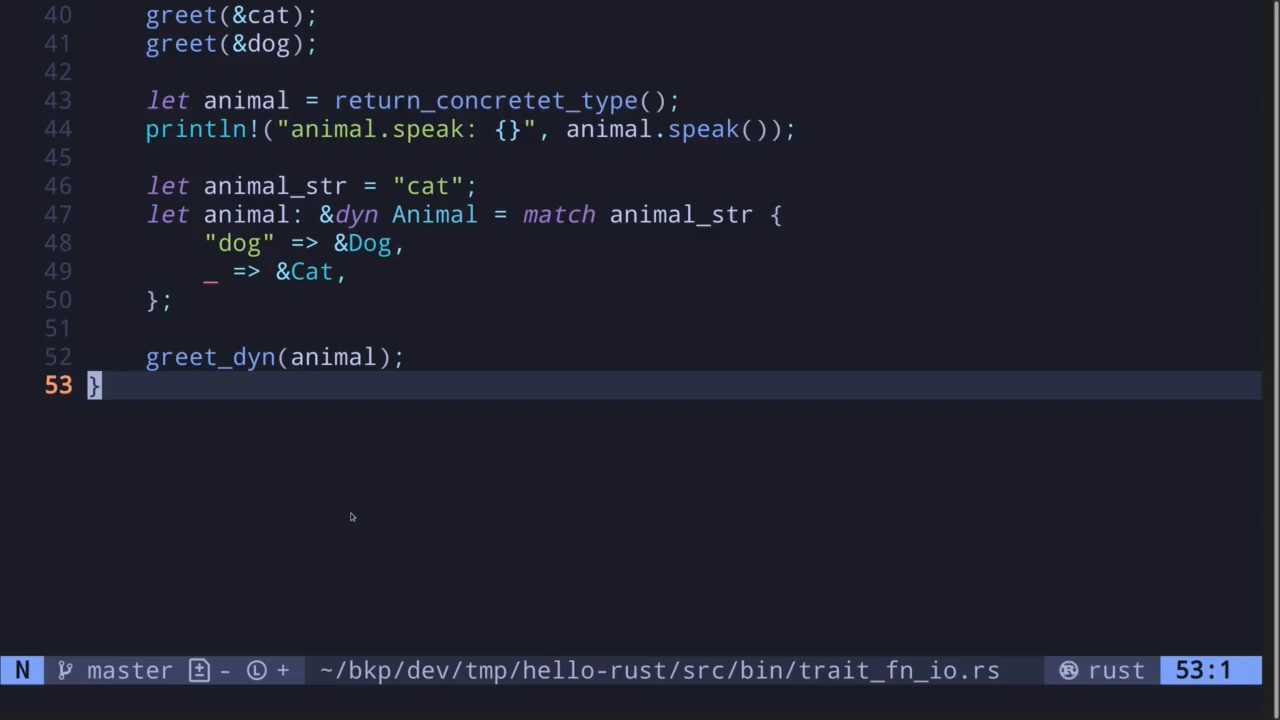 40     greet(&cat);
41     greet(&dog);
42
43     let animal = return_concretet_type();
44     println!("animal.speak: {}", animal.speak());
45
46     let animal_str = "cat";
47     let animal: &dyn Animal = match animal_str {
48         "dog" => &Dog,
49         _ => &Cat,
50     };
51
52     greet_dyn(animal);
53 }
N master - L + ~/bkp/dev/tmp/hello-rust/src/bin/trait_fn_io.rs rust 53:1